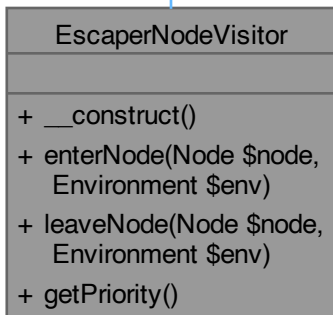 EscaperNodeVisitor
+ __construct()
+ enterNode(Node $node,
Environment $env)
+ leaveNode(Node $node,
Environment $env)
+ getPriority()